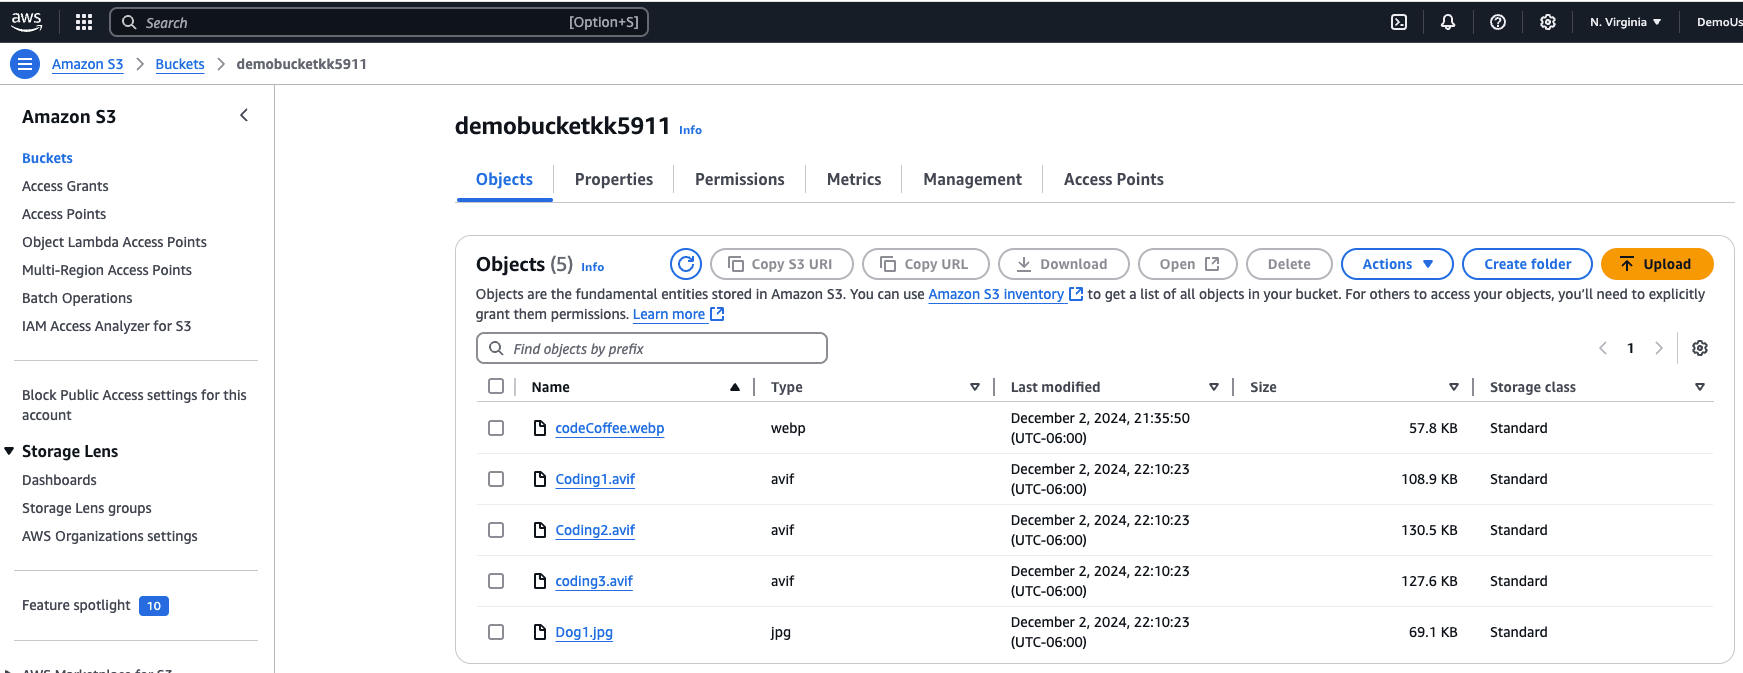 aws
Search
[Option+S]
N. Virginia
DemoUs
Amazon S3
Buckets
demobucketkk5911
Amazon S3
Buckets
Access Grants
Access Points
Object Lambda Access Points
Multi-Region Access Points
Batch Operations
IAM Access Analyzer for S3
Block Public Access settings for this
account
Storage Lens
Dashboards
Storage Lens groups
AWS Organizations settings
Feature spotlight 10
AWS Marketplace for S3
demobucketkk5911 Info
Objects Properties Permissions Metrics Management Access Points
Objects (5) Info
Copy S3 URI Copy URL Download Open Delete Actions Create folder Upload
Objects are the fundamental entities stored in Amazon S3. You can use Amazon S3 inventory to get a list of all objects in your bucket. For others to access your objects, you’ll need to explicitly
grant them permissions. Learn more
Find objects by prefix
1
Name Type Last modified Size Storage class
codeCoffee.webp webp December 2, 2024, 21:35:50 (UTC-06:00) 57.8 KB Standard
Coding1.avif avif December 2, 2024, 22:10:23 (UTC-06:00) 108.9 KB Standard
Coding2.avif avif December 2, 2024, 22:10:23 (UTC-06:00) 130.5 KB Standard
coding3.avif avif December 2, 2024, 22:10:23 (UTC-06:00) 127.6 KB Standard
Dog1.jpg jpg December 2, 2024, 22:10:23 (UTC-06:00) 69.1 KB Standard